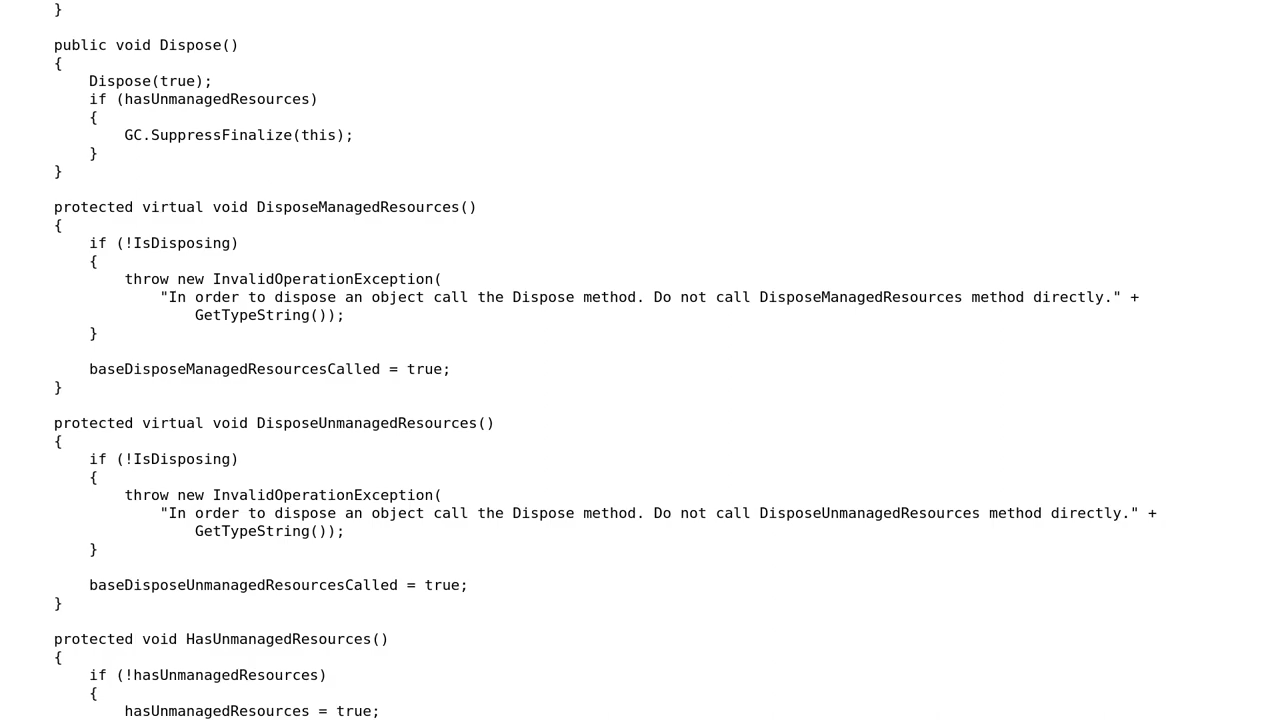 }
public void Dispose()
{
Dispose(true);
if (hasUnmanagedResources)
{
GC.SuppressFinalize(this);
}
}
protected virtual void DisposeManagedResources()
{
if (!IsDisposing)
{
throw new InvalidOperationException(
"In order to dispose an object call the Dispose method. Do not call DisposeManagedResources method directly." +
GetTypeString());
}
baseDisposeManagedResourcesCalled = true;
}
protected virtual void DisposeUnmanagedResources()
{
if (!IsDisposing)
{
throw new InvalidOperationException(
"In order to dispose an object call the Dispose method. Do not call DisposeUnmanagedResources method directly." +
GetTypeString());
}
baseDisposeUnmanagedResourcesCalled = true;
}
protected void HasUnmanagedResources()
{
if (!hasUnmanagedResources)
{
hasUnmanagedResources = true;